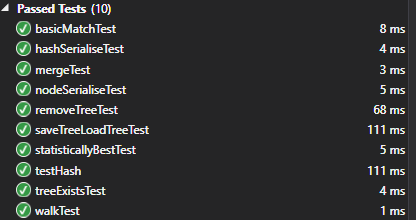 Passed Tests (10)
basicMatchTest 8 ms
hashSerialiseTest 4 ms
mergeTest 3 ms
nodeSerialiseTest 5 ms
removeTreeTest 68 ms
saveTreeLoadTreeTest 111 ms
statisticallyBestTest 5 ms
testHash 111 ms
treeExistsTest 4 ms
walkTest 1 ms